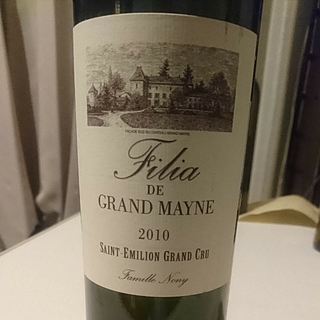 Filia
DE
GRAND MAYNE
2010
SAINT-EMILION GRAND CRU
Famille Nony